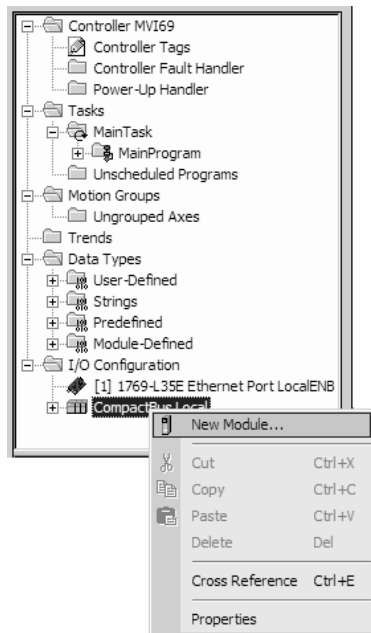 Controller MVI69
Controller Tags
Controller Fault Handler
Power-Up Handler
Tasks
MainTask
MainProgram
Unscheduled Programs
Motion Groups
Ungrouped Axes
Trends
Data Types
User-Defined
Strings
Predefined
Module-Defined
I/O Configuration
[1] 1769-L35E Ethernet Port LocalENB
CompactBus Local
New Module...
Cut Ctrl+X
Copy Ctrl+C
Paste Ctrl+V
Delete Del
Cross Reference Ctrl+E
Properties